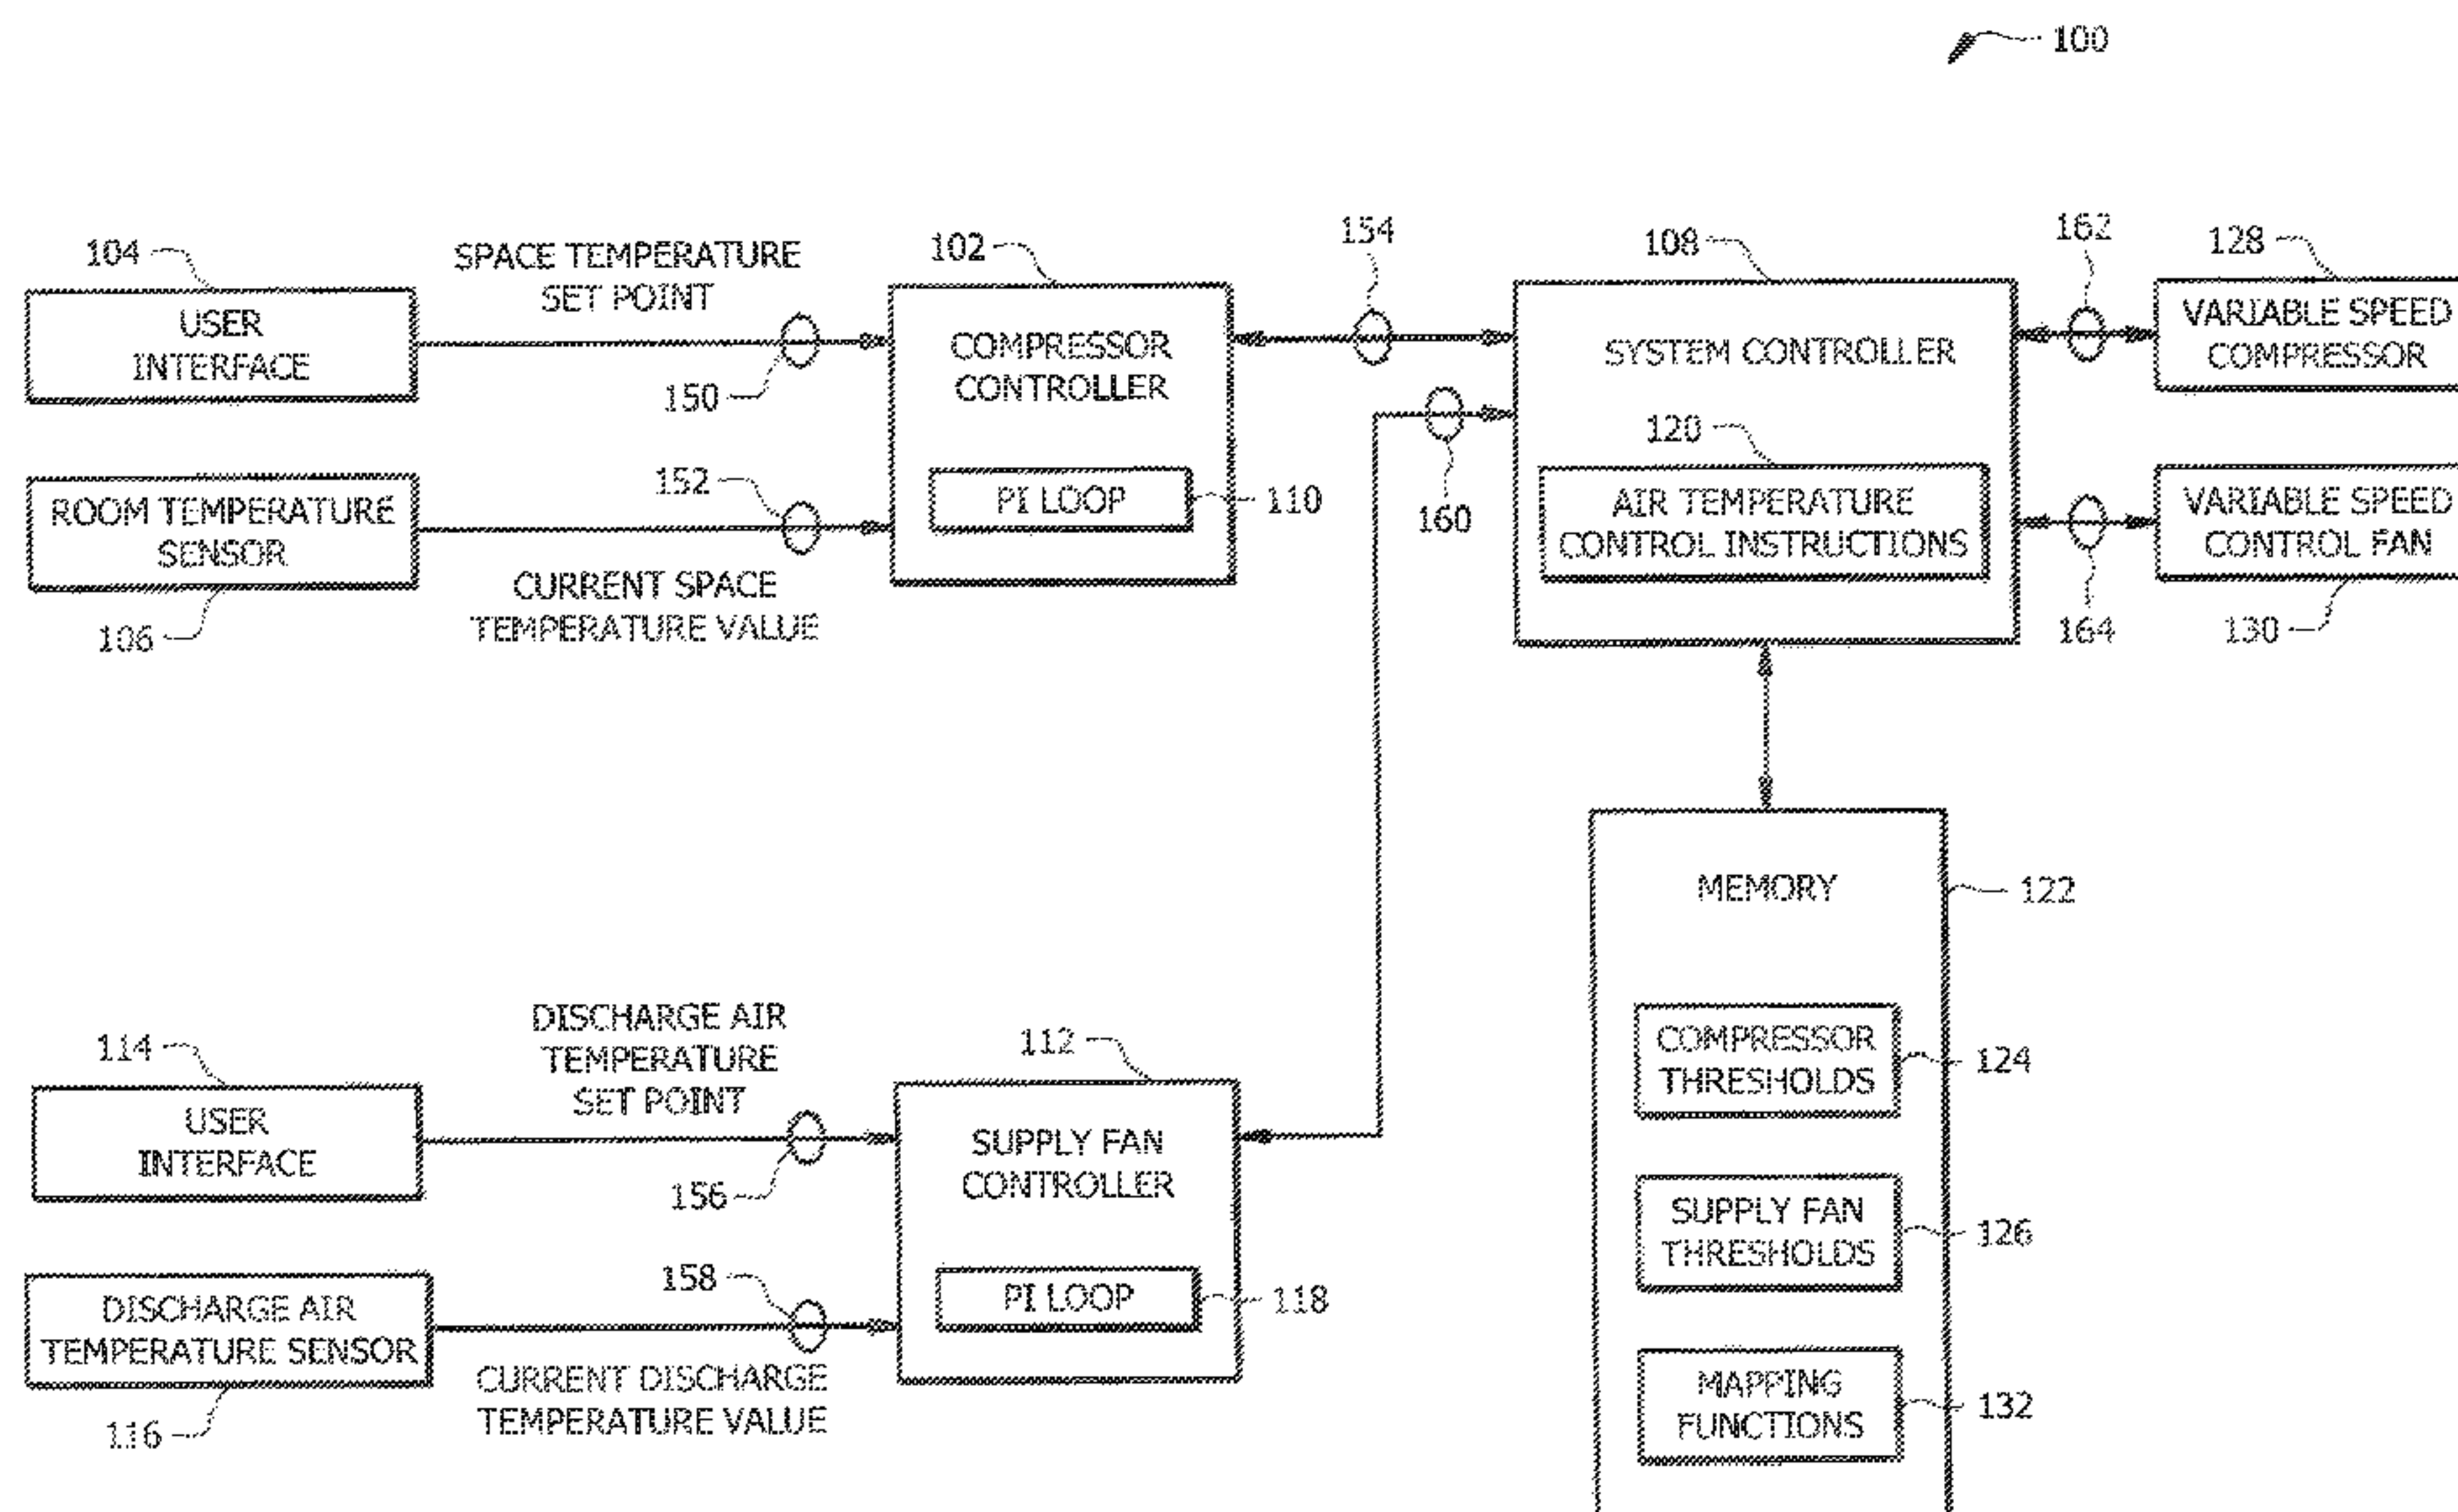 100
104
SPACE TEMPERATURE
SET POINT
102
154
108
162
128
USER
INTERFACE
150
COMPRESSOR
CONTROLLER
SYSTEM CONTROLLER
VARIABLE SPEED
COMPRESSOR
160
120
ROOM TEMPERATURE
SENSOR
152
PI LOOP
110
AIR TEMPERATURE
CONTROL INSTRUCTIONS
VARIABLE SPEED
CONTROL FAN
106
CURRENT SPACE
TEMPERATURE VALUE
164
130
MEMORY
122
114
DISCHARGE AIR
TEMPERATURE
SET POINT
112
COMPRESSOR
THRESHOLDS
124
USER
INTERFACE
156
SUPPLY FAN
CONTROLLER
SUPPLY FAN
THRESHOLDS
126
DISCHARGE AIR
TEMPERATURE SENSOR
158
PI LOOP
118
116
CURRENT DISCHARGE
TEMPERATURE VALUE
MAPPING
FUNCTIONS
132